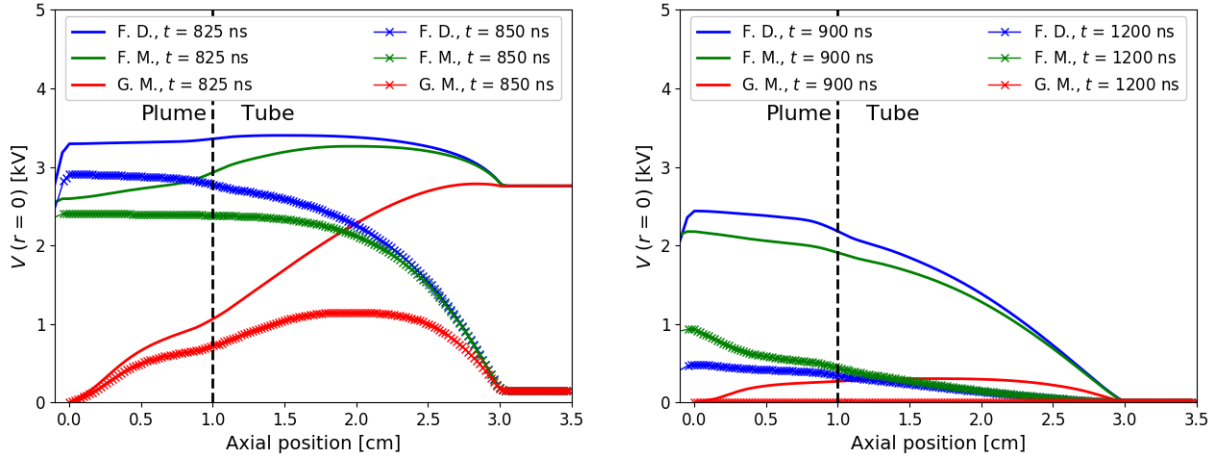 F. D., t = 825 ns F. D., t = 850 ns
F. M., t = 825 ns F. M., t = 850 ns
G. M., t = 825 ns G. M., t = 850 ns
Plume Tube
5
4
3
2
1
0
V (r = 0) [kV]
0.0 0.5 1.0 1.5 2.0 2.5 3.0 3.5
Axial position [cm]
F. D., t = 900 ns F. D., t = 1200 ns
F. M., t = 900 ns F. M., t = 1200 ns
G. M., t = 900 ns G. M., t = 1200 ns
Plume Tube
5
4
3
2
1
0
V (r = 0) [kV]
0.0 0.5 1.0 1.5 2.0 2.5 3.0 3.5
Axial position [cm]